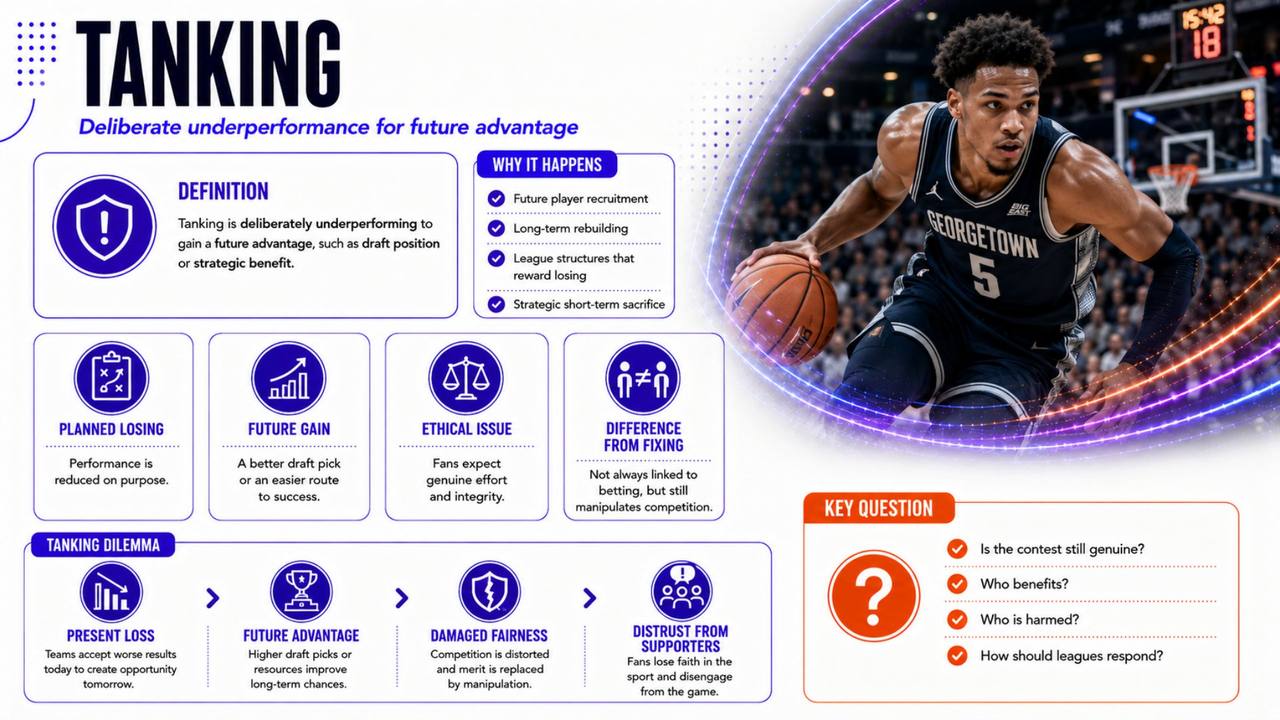 TANKING
Deliberate underperformance for future advantage
DEFINITION
Tanking is deliberately underperforming to
gain a future advantage, such as draft position
or strategic benefit.
WHY IT HAPPENS
Future player recruitment
Long-term rebuilding
League structures that
reward losing
Strategic short-term sacrifice
15:42
18
BIG
EAST
GEORGETOWN
5
PLANNED LOSING
Performance is
reduced on purpose.
FUTURE GAIN
A better draft pick
or an easier route
to success.
ETHICAL ISSUE
Fans expect
genuine effort
and integrity.
DIFFERENCE
FROM FIXING
Not always linked to
betting, but still
manipulates competition.
TANKING DILEMMA
PRESENT LOSS
Teams accept worse results
today to create opportunity
tomorrow.
FUTURE ADVANTAGE
Higher draft picks or
resources improve
long-term chances.
DAMAGED FAIRNESS
Competition is distorted
and merit is replaced
by manipulation.
DISTRUST FROM
SUPPORTERS
Fans lose faith in the
sport and disengage
from the game.
KEY QUESTION
?
Is the contest still genuine?
Who benefits?
Who is harmed?
How should leagues respond?